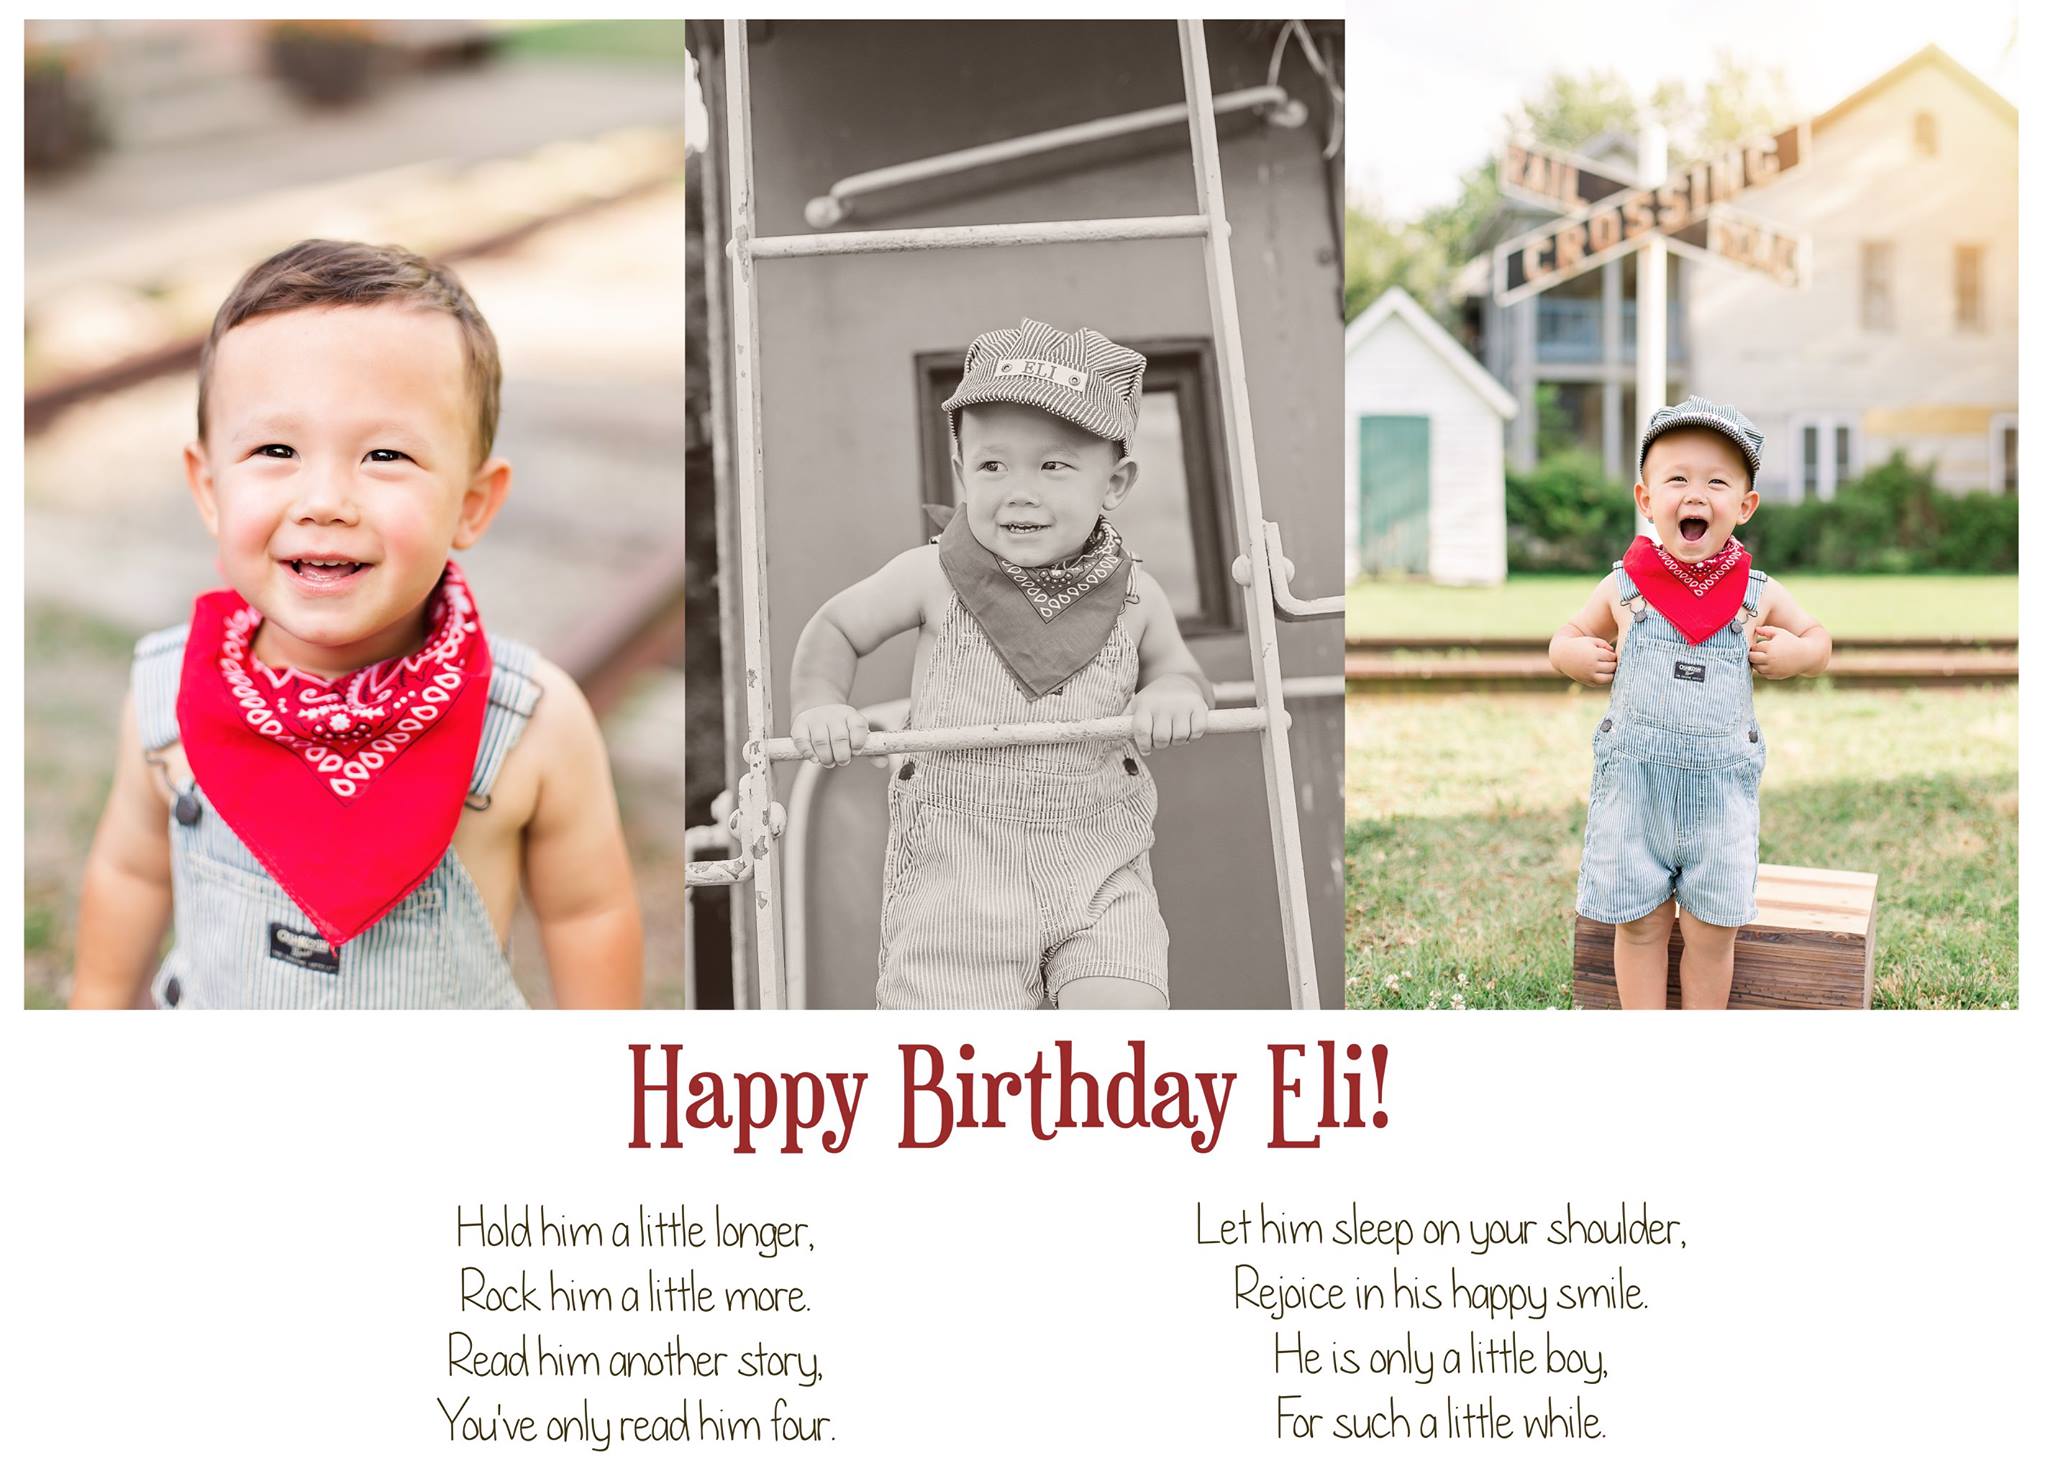 ELI
RAIL
CROSSING
Happy Birthday Eli!
Hold him a little longer,
Rock him a little more.
Read him another story,
You've only read him four.
Let him sleep on your shoulder,
Rejoice in his happy smile.
He is only a little boy,
For such a little while.